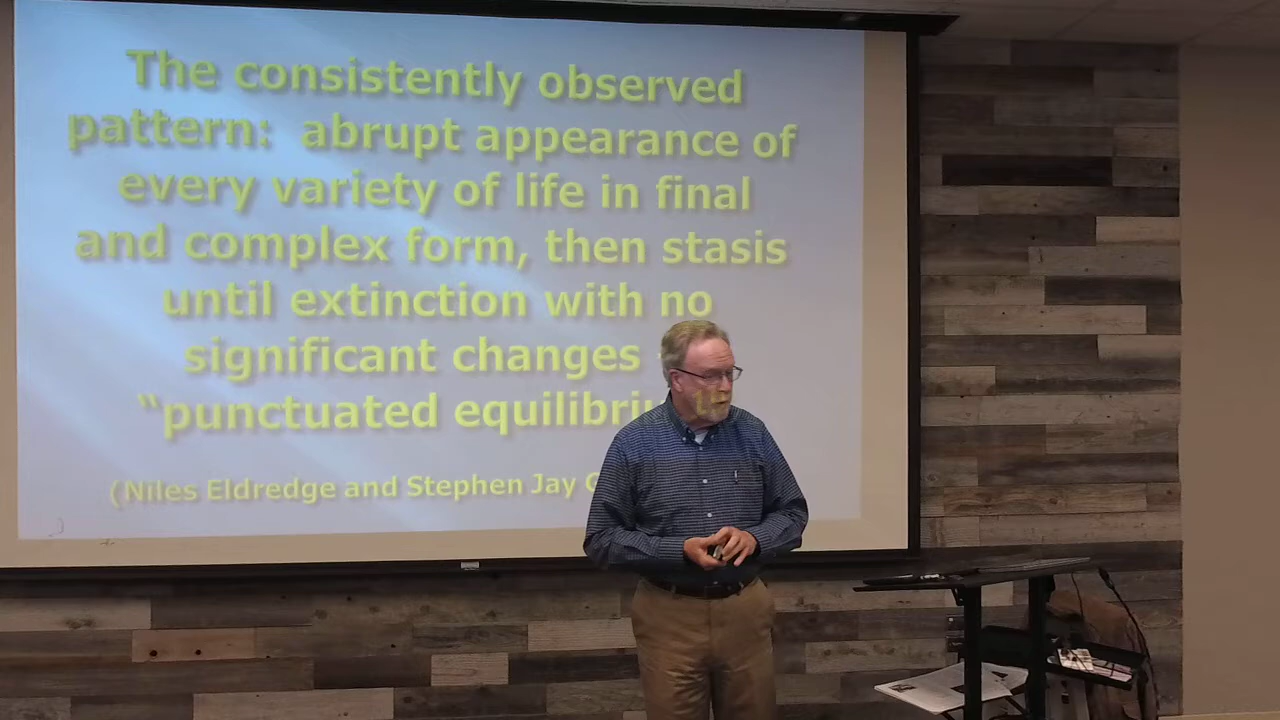 The consistently observed
pattern: abrupt appearance of
every variety of life in final
and complex form, then stasis
until extinction with no
significant changes
“punctuated
(Niles Eldredge and Stephen Jay